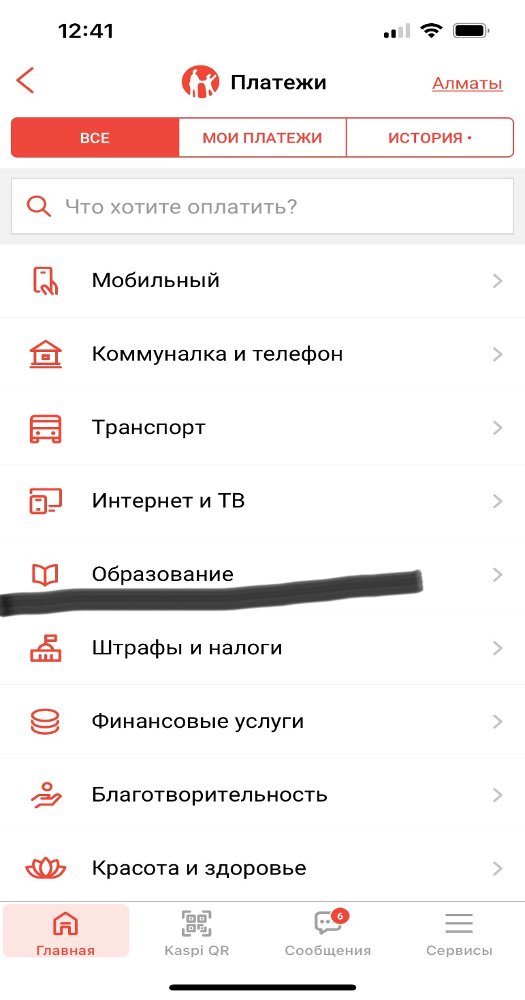 12:41
Платежи
Алматы
ВСЕ
МОИ ПЛАТЕЖИ
ИСТОРИЯ •
Что хотите оплатить?
Мобильный
Коммуналка и телефон
Транспорт
Интернет и ТВ
Образование
Штрафы и налоги
Финансовые услуги
Благотворительность
Красота и здоровье
6
Главная
Kaspi QR
Сообщения
Сервисы